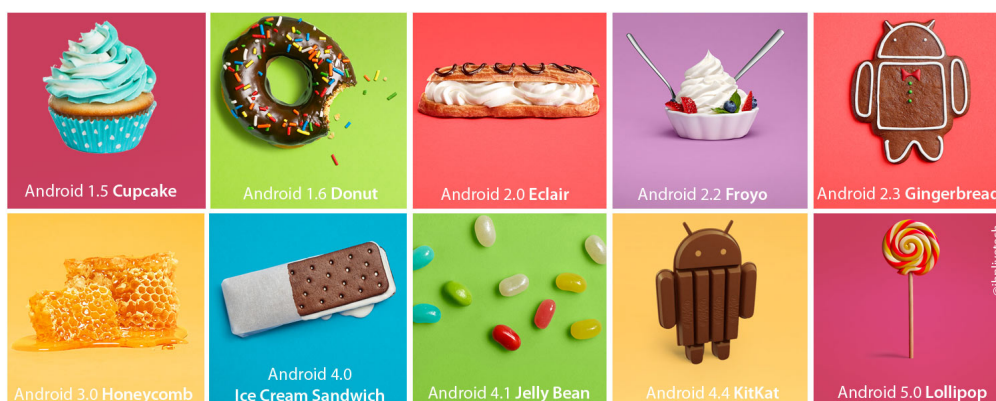 Android 1.5 Cupcake
Android 1.6 Donut
Android 2.0 Eclair
Android 2.2 Froyo
Android 2.3 Gingerbread
Android 3.0 Honeycomb
Android 4.0
Ice Cream Sandwich
Android 4.1 Jelly Bean
Android 4.4 KitKat
Android 5.0 Lollipop